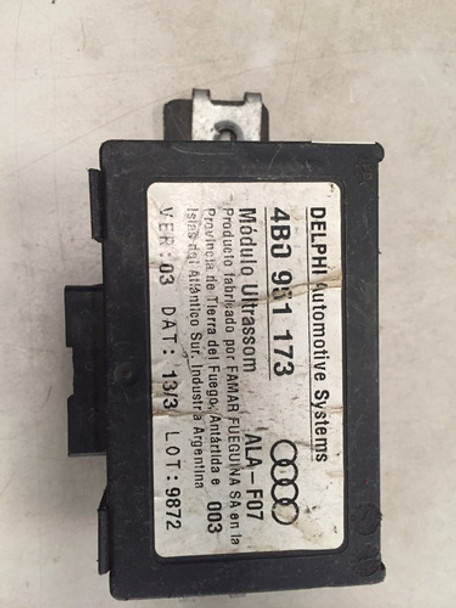 DELPHI Automotive Systems
4B0 951 173
Módulo Ultrassom ALA-F07
Producto fabricado por FAMAR FUEGUINA SA en la
Provincia de Tierra del Fuego, Antártida e 003
Islas del Atlántico Sur. Industria Argentina
VER:03 DAT: 13/3 LOT:9872